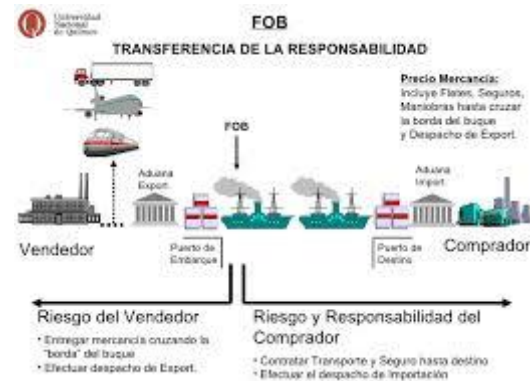 Universidad
Nacional
de Quilmes
FOB
TRANSFERENCIA DE LA RESPONSABILIDAD
Precio Mercancía:
Incluye Fletes, Seguros,
Maniobras hasta cruzar
la borda del buque
y Despacho de Export.
FOB
Aduana
Export.
Aduana
Import.
Vendedor
Puerto de
Embarque
Puerto de
Destino
Comprador
Riesgo del Vendedor
• Entregar mercancía cruzando la
"borda" del buque
• Efectuar despacho de Export.
Riesgo y Responsabilidad del
Comprador
• Contratar Transporte y Seguro hasta destino
• Efectuar el despacho de Importación